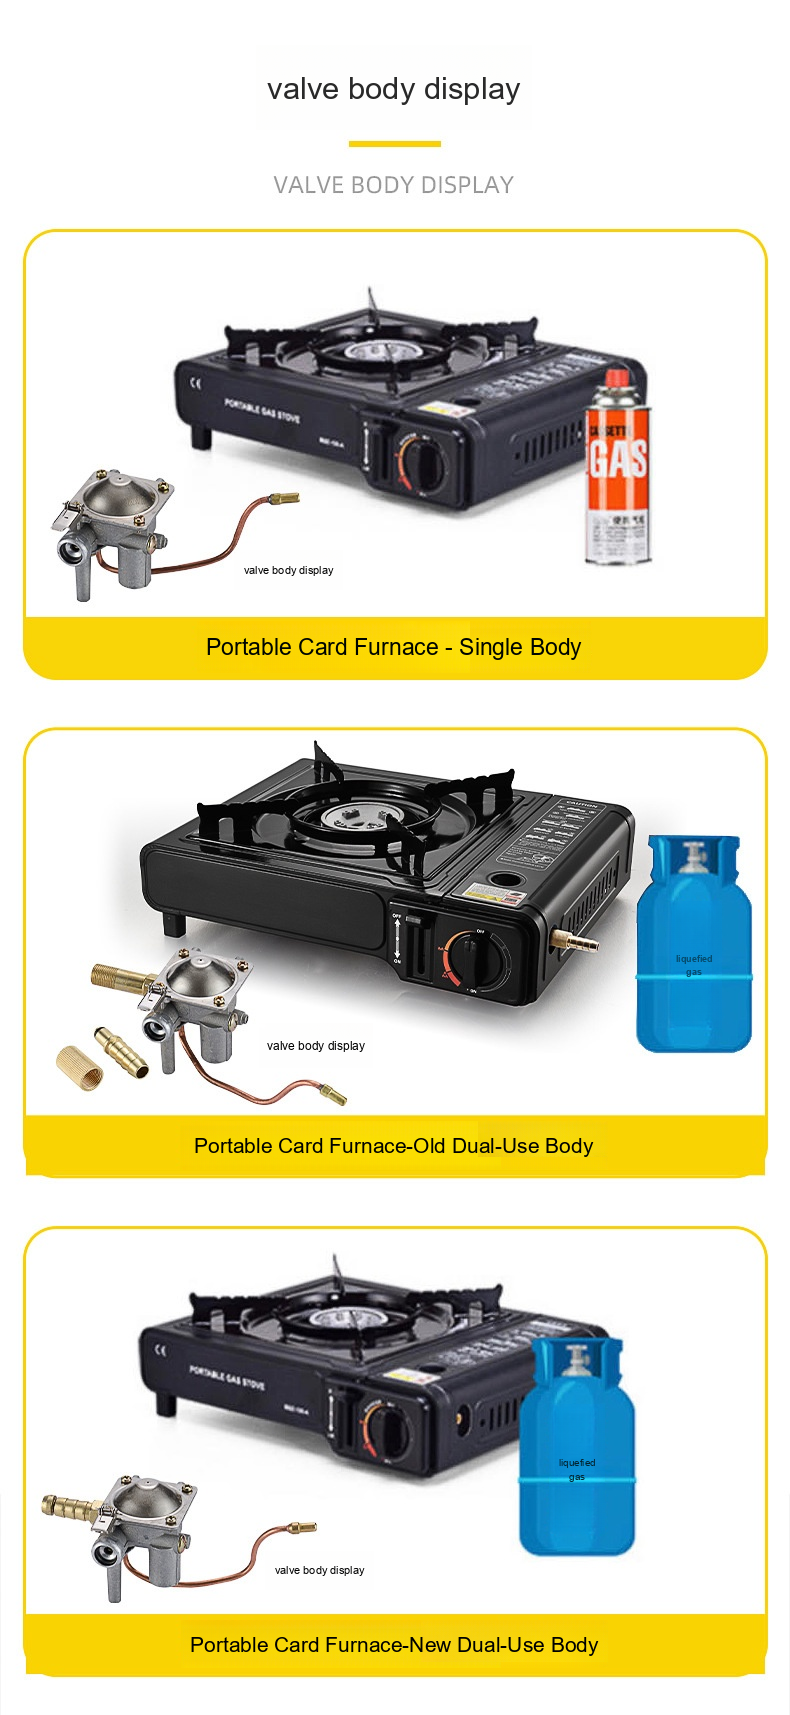 valve body display
VALVE BODY DISPLAY
CE
PORTABLE GAS STOVE
GAS
valve body display
Portable Card Furnace - Single Body
CAUTION
OFF
ON
OFF
ON
liquefied
gas
valve body display
Portable Card Furnace-Old Dual-Use Body
CE
PORTABLE GAS STOVE
liquefied
gas
valve body display
Portable Card Furnace-New Dual-Use Body